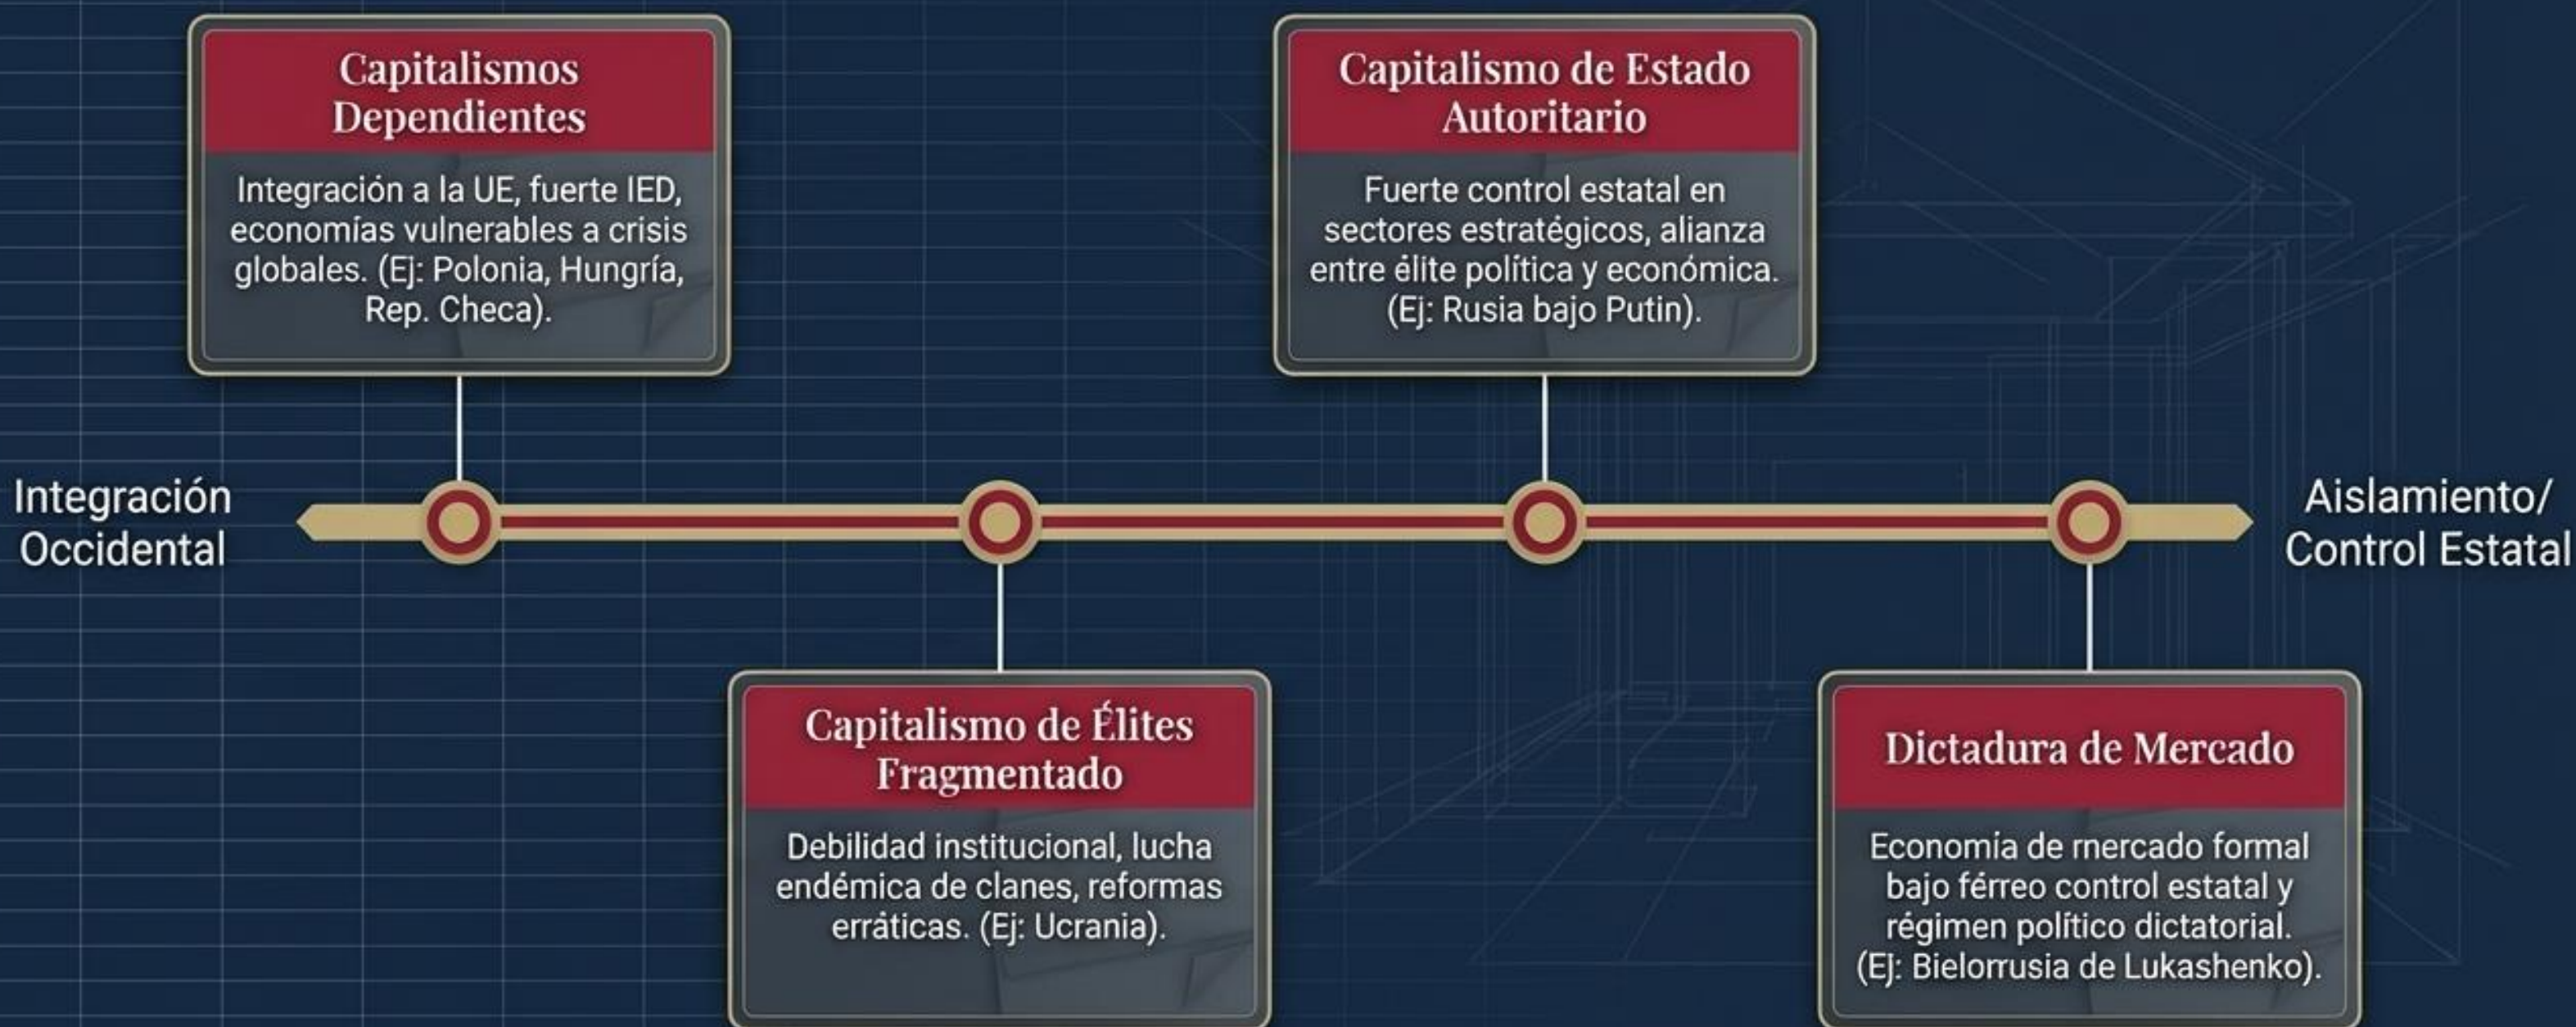 Capitalismos
Dependientes
Integración a la UE, fuerte IED,
economías vulnerables a crisis
globales. (Ej: Polonia, Hungría,
Rep. Checa).
Capitalismo de Estado
Autoritario
Fuerte control estatal en
sectores estratégicos, alianza
entre élite política y económica.
(Ej: Rusia bajo Putin).
Integración
Occidental
Aislamiento/
Control Estatal
Capitalismo de Élites
Fragmentado
Debilidad institucional, lucha
endémica de clanes, reformas
erráticas. (Ej: Ucrania).
Dictadura de Mercado
Economía de rnercado formal
bajo férreo control estatal y
régimen político dictatorial.
(Ej: Bielorrusia de Lukashenko).